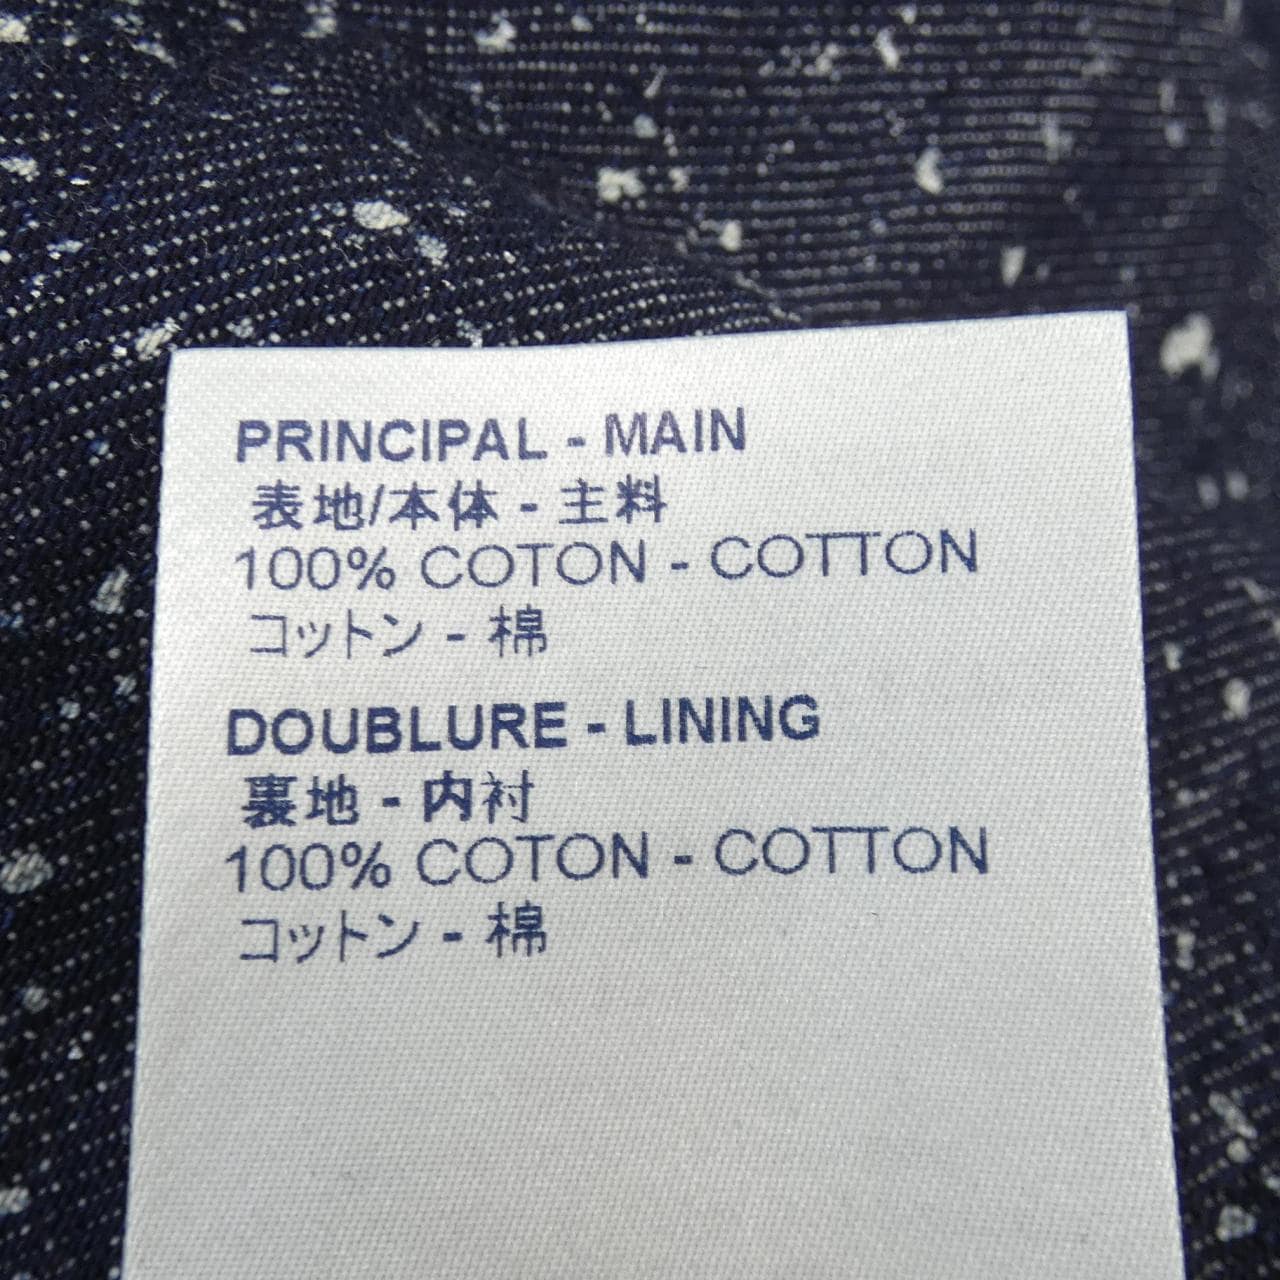 PRINCIPAL - MAIN
表地/本体 - 主料
100% COTON - COTTON
コットン - 棉
DOUBLURE - LINING
裏地 - 内衬
100% COTON - COTTON
コットン - 棉